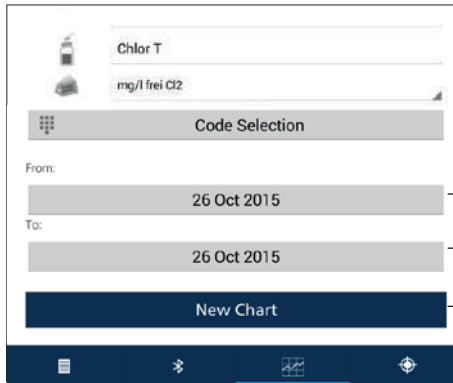 Chlor T
mg/l frei Cl2
Code Selection
From:
26 Oct 2015
To:
26 Oct 2015
New Chart